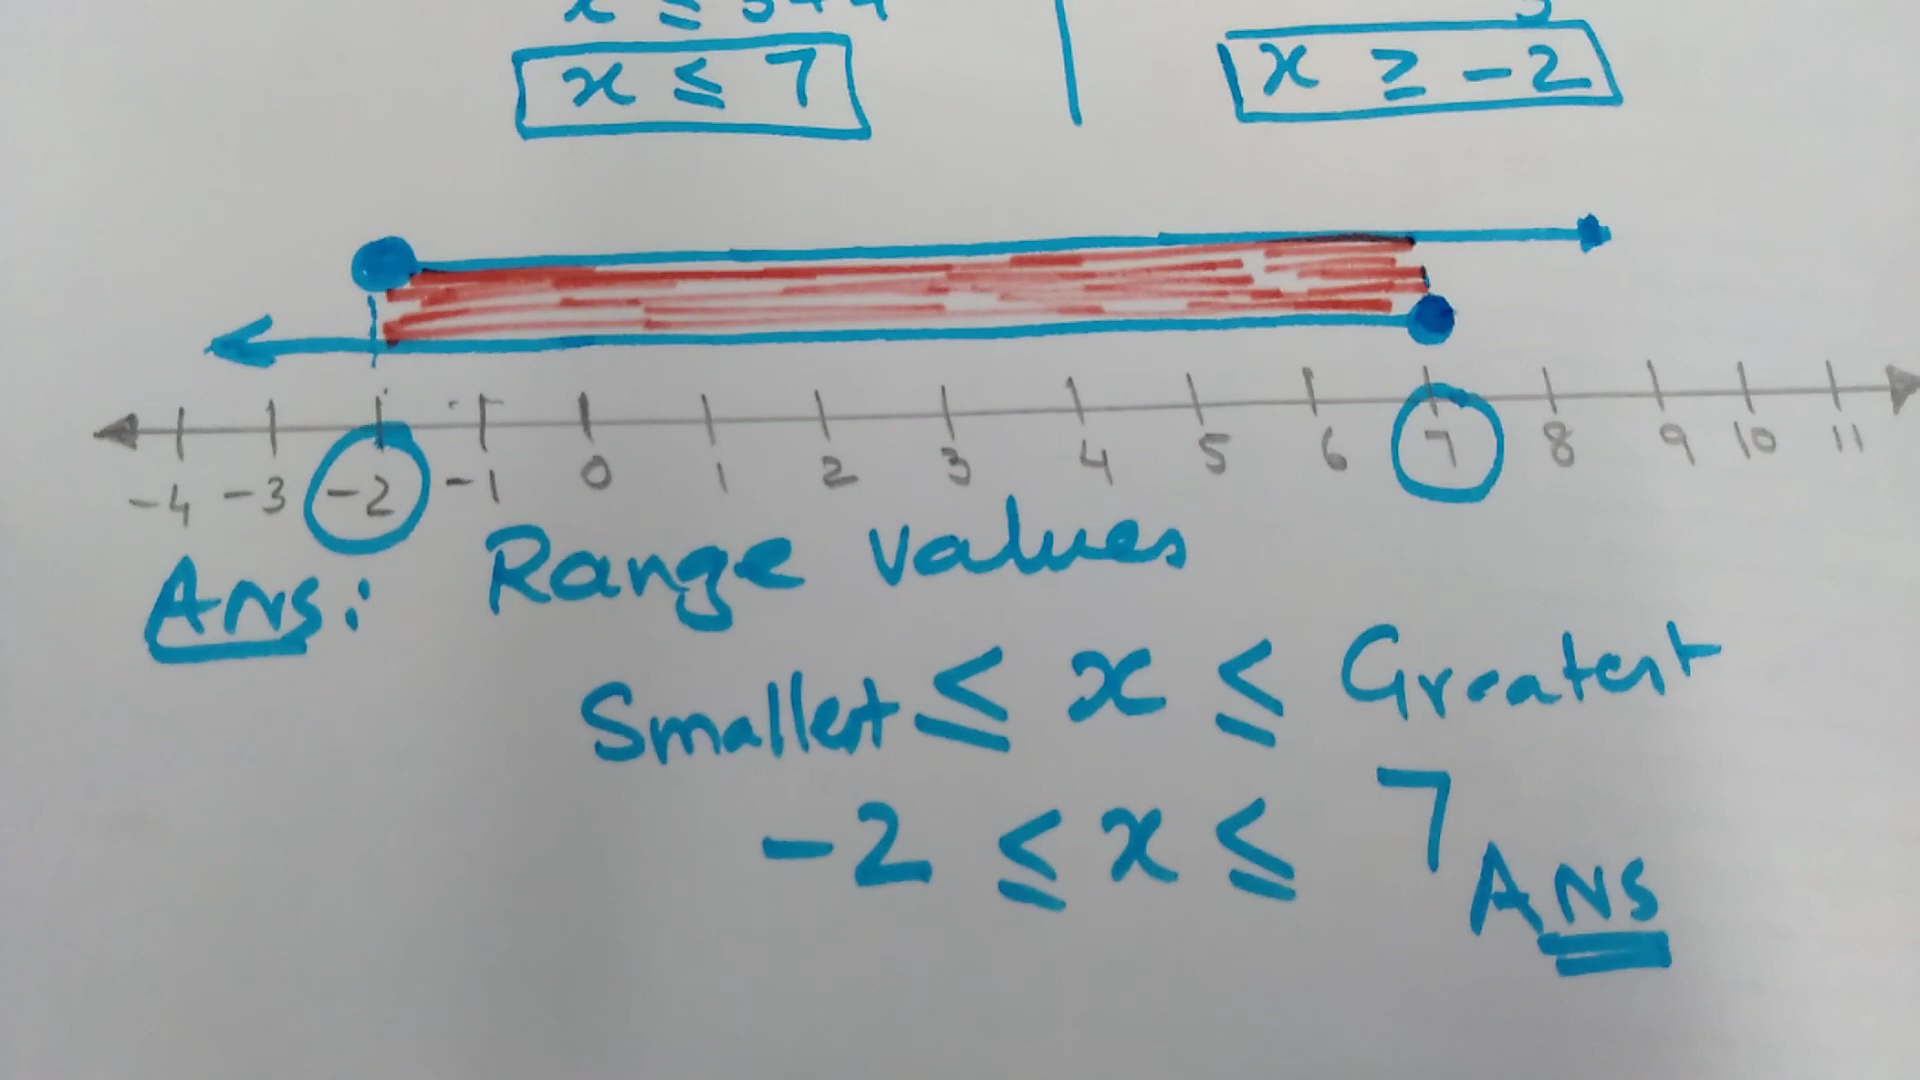 x ≤ 7
x ≥ -2
-4 -3 -2 -1 0 1 2 3 4 5 6 7 8 9 10 11
Ans: Range values
Smallest ≤ x ≤ Greatest
-2 ≤ x ≤ 7 Ans